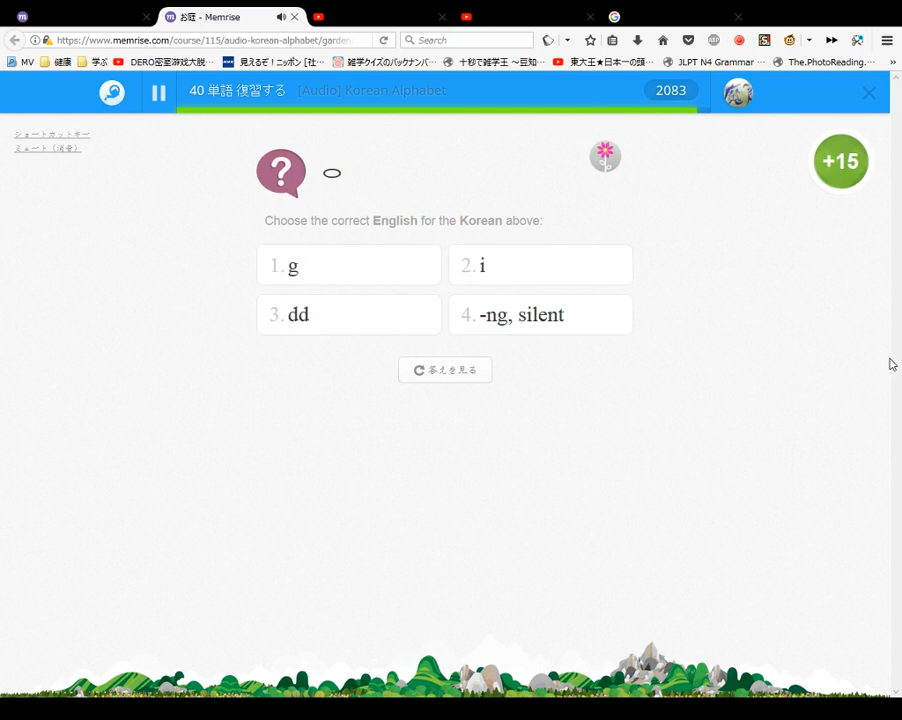 お庭 - Memrise
https://www.memrise.com/course/115/audio-korean-alphabet/garden
Search
MV
健康
学ぶ
DERO密室游戏大脱…
見えるぞ！ニッポン [社…
雑学クイズのバックナンバ…
十秒で雑学王 ～豆知…
東大王★日本一の頭…
JLPT N4 Grammar …
The.PhotoReading.…
40 単語 復習する [Audio] Korean Alphabet
2083
ショートカットキー
ミュート（消音）
+15
?
ㅇ
Choose the correct English for the Korean above:
1. g
2. i
3. dd
4. -ng, silent
答えを見る